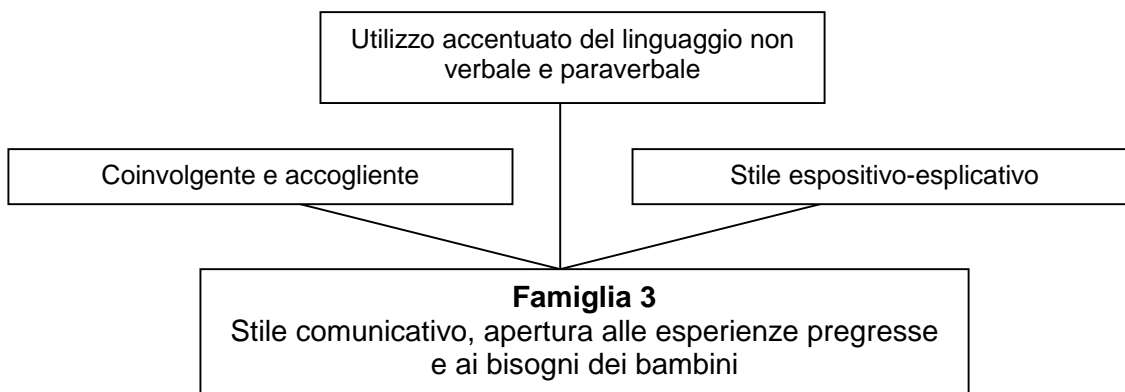 Utilizzo accentuato del linguaggio non
verbale e paraverbale
Coinvolgente e accogliente
Stile espositivo-esplicativo
Famiglia 3
Stile comunicativo, apertura alle esperienze pregresse
e ai bisogni dei bambini